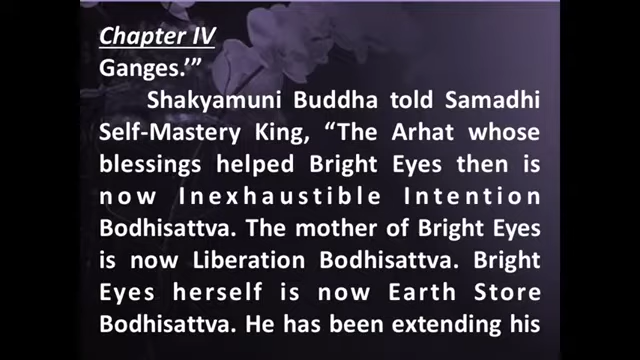 Chapter IV
Ganges.’”
Shakyamuni Buddha told Samadhi
Self-Mastery King, “The Arhat whose
blessings helped Bright Eyes then is
now Inexhaustible Intention
Bodhisattva. The mother of Bright Eyes
is now Liberation Bodhisattva. Bright
Eyes herself is now Earth Store
Bodhisattva. He has been extending his